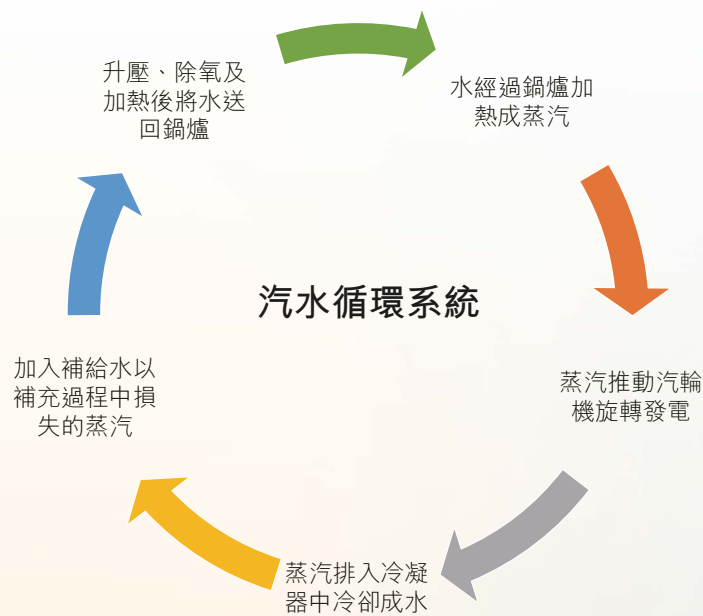 升壓、除氧及
加熱後將水送
回鍋爐
水經過鍋爐加
熱成蒸汽
汽水循環系統
蒸汽推動汽輪
機旋轉發電
加入補給水以
補充過程中損
失的蒸汽
蒸汽排入冷凝
器中冷卻成水